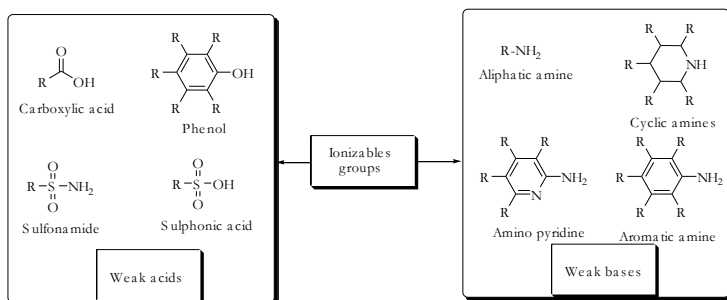 R
O
OH
Carboxylic acid
R
R
R
OH
R
R
Phenol
O
R
S
NH2
O
Sulfonamide
O
R
S
OH
O
Sulphonic acid
Weak acids
Ionizables
groups
R-NH2
Aliphatic amine
R
R
R
NH
R
R
Cyclic amines
R
R
R
NH2
N
R
Amino pyridine
R
R
R
NH2
R
R
Aromatic amine
Weak bases